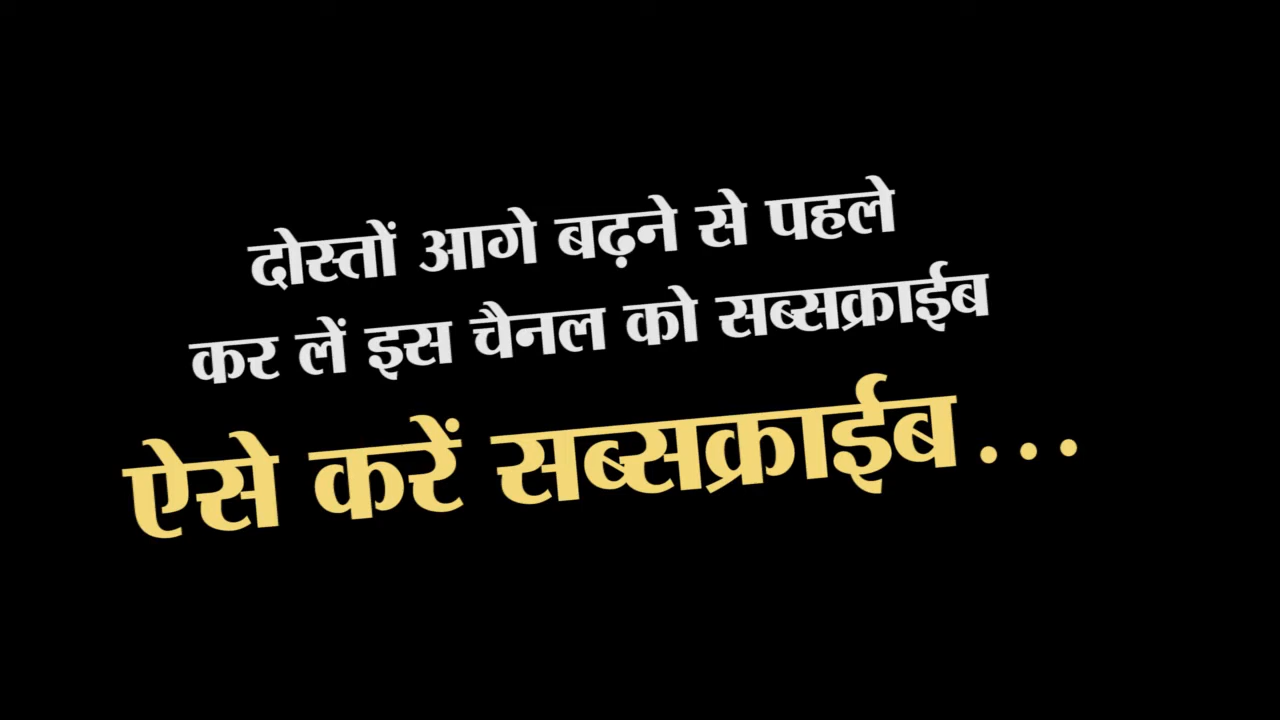 दोस्तों आगे बढ़ने से पहले
कर लें इस चैनल को सब्सक्राईब
ऐसे करें सब्सक्राईब...